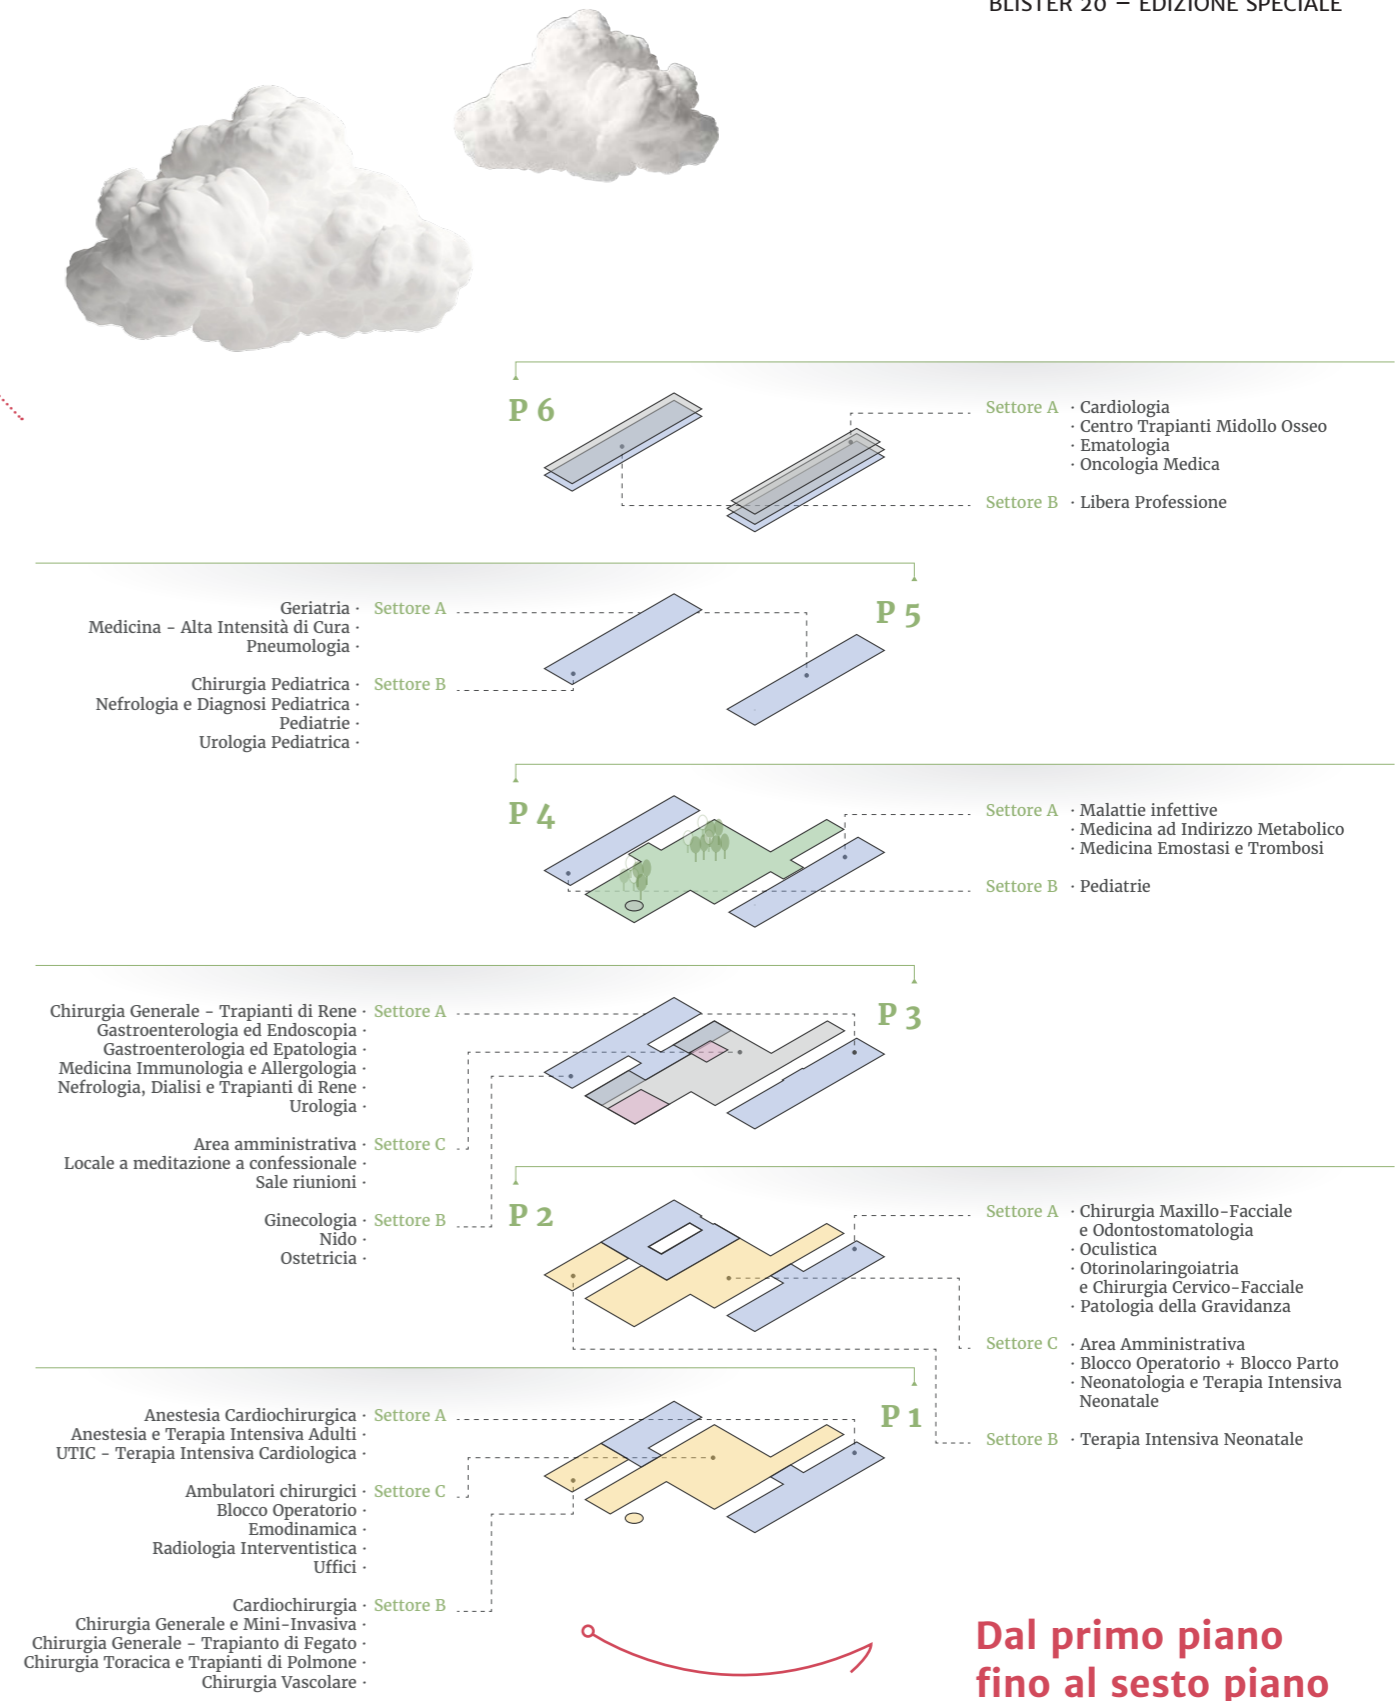 BLISTER 20 – EDIZIONE SPECIALE
P 6
Settore A · Cardiologia
· Centro Trapianti Midollo Osseo
· Ematologia
· Oncologia Medica
Settore B · Libera Professione
P 5
Geriatria · Settore A
Medicina - Alta Intensità di Cura ·
Pneumologia ·
Chirurgia Pediatrica · Settore B
Nefrologia e Diagnosi Pediatrica ·
Pediatrie ·
Urologia Pediatrica ·
P 4
Settore A · Malattie infettive
· Medicina ad Indirizzo Metabolico
· Medicina Emostasi e Trombosi
Settore B · Pediatrie
P 3
Chirurgia Generale - Trapianti di Rene · Settore A
Gastroenterologia ed Endoscopia ·
Gastroenterologia ed Epatologia ·
Medicina Immunologia e Allergologia ·
Nefrologia, Dialisi e Trapianti di Rene ·
Urologia ·
Area amministrativa · Settore C
Locale a meditazione a confessionale ·
Sale riunioni ·
Ginecologia · Settore B
Nido ·
Ostetricia ·
P 2
Settore A · Chirurgia Maxillo-Facciale
e Odontostomatologia
· Oculistica
· Otorinolaringoiatria
e Chirurgia Cervico-Facciale
· Patologia della Gravidanza
Settore C · Area Amministrativa
· Blocco Operatorio + Blocco Parto
· Neonatologia e Terapia Intensiva
Neonatale
Settore B · Terapia Intensiva Neonatale
P 1
Anestesia Cardiochirurgica · Settore A
Anestesia e Terapia Intensiva Adulti ·
UTIC - Terapia Intensiva Cardiologica ·
Ambulatori chirurgici · Settore C
Blocco Operatorio ·
Emodinamica ·
Radiologia Interventistica ·
Uffici ·
Cardiochirurgia · Settore B
Chirurgia Generale e Mini-Invasiva ·
Chirurgia Generale - Trapianto di Fegato ·
Chirurgia Toracica e Trapianti di Polmone ·
Chirurgia Vascolare ·
Dal primo piano
fino al sesto piano